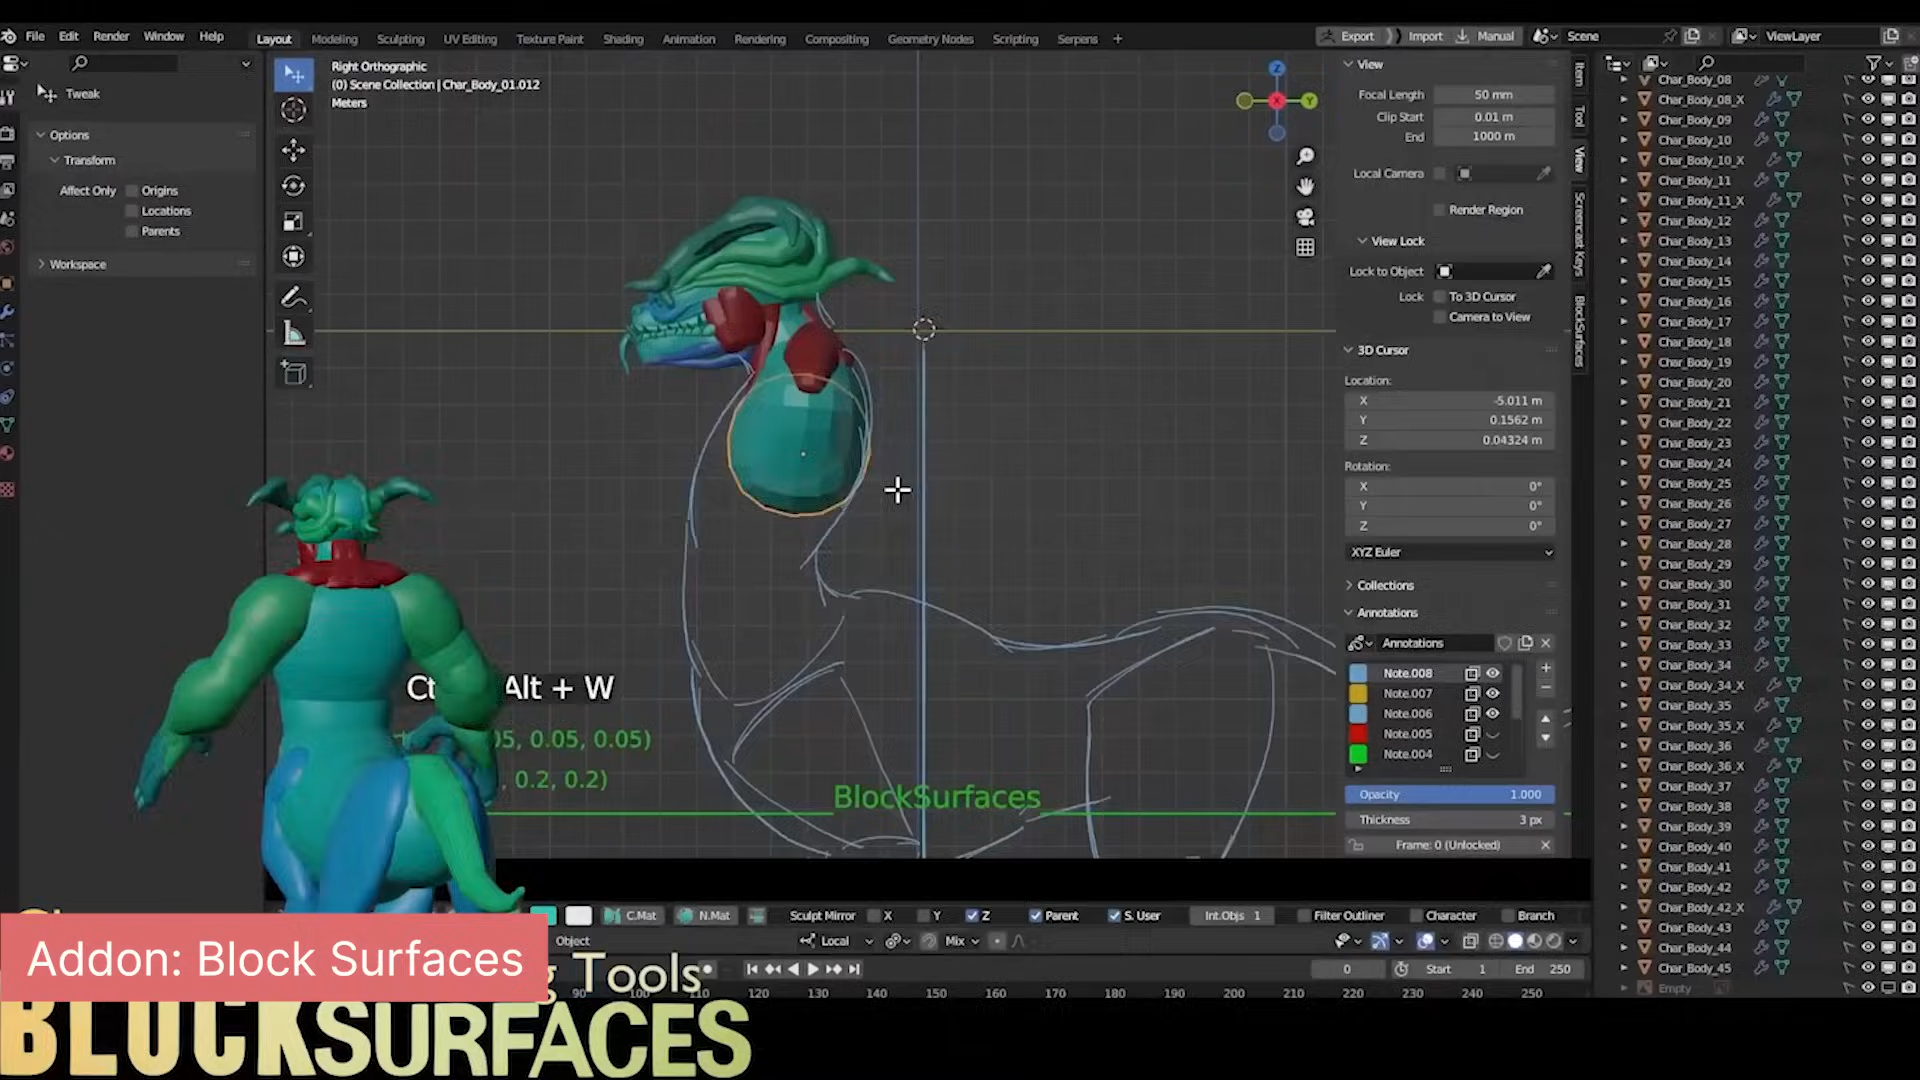 File Edit Render Window Help
Layout Modeling Sculpting UV Editing Texture Paint Shading Animation Rendering Compositing Geometry Nodes Scripting Serpens +
Export Import Manual Scene ViewLayer
Tweak
Options
Transform
Affect Only Origins
Locations
Parents
Workspace
Right Orthographic
(0) Scene Collection | Char_Body_01.012
Meters
Z
X
Y
View
Focal Length 50 mm
Clip Start 0.01 m
End 1000 m
Local Camera
Render Region
View Lock
Lock to Object
Lock To 3D Cursor
Camera to View
3D Cursor
Location:
X -5.011 m
Y 0.1562 m
Z 0.04324 m
Rotation:
X 0°
Y 0°
Z 0°
XYZ Euler
Collections
Annotations
Annotations
Note.008
Note.007
Note.006
Note.005
Note.004
Opacity 1.000
Thickness 3 px
Frame: 0 (Unlocked)
Item
Tool
View
Screencast Keys
BlockSurfaces
Char_Body_08
Char_Body_08_X
Char_Body_09
Char_Body_10
Char_Body_10_X
Char_Body_11
Char_Body_11_X
Char_Body_12
Char_Body_13
Char_Body_14
Char_Body_15
Char_Body_16
Char_Body_17
Char_Body_18
Char_Body_19
Char_Body_20
Char_Body_21
Char_Body_22
Char_Body_23
Char_Body_24
Char_Body_25
Char_Body_26
Char_Body_27
Char_Body_28
Char_Body_29
Char_Body_30
Char_Body_31
Char_Body_32
Char_Body_33
Char_Body_34
Char_Body_34_X
Char_Body_35
Char_Body_35_X
Char_Body_36
Char_Body_36_X
Char_Body_37
Char_Body_38
Char_Body_39
Char_Body_40
Char_Body_41
Char_Body_42
Char_Body_42_X
Char_Body_43
Char_Body_44
Char_Body_45
Empty
Ct Alt + W
05, 0.05, 0.05)
, 0.2, 0.2)
BlockSurfaces
C.Mat N.Mat Sculpt Mirror X Y Z Parent S. User Int.Objs 1 Filter Outliner Character Branch
Object Local Mix
0 Start 1 End 250
110 120 130 140 150 160 170 180 190 200 210 220 230 240 250
Addon: Block Surfaces
g Tools
BLOCKSURFACES